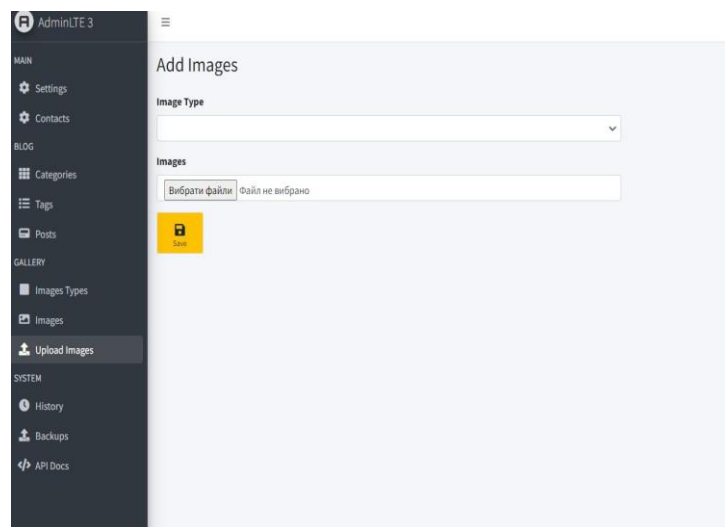 AdminLTE 3
MAIN
Settings
Contacts
BLOG
Categories
Tags
Posts
GALLERY
Images Types
Images
Upload Images
SYSTEM
History
Backups
API Docs
Add Images
Image Type
Images
Вибрати файли Файл не вибрано
Save